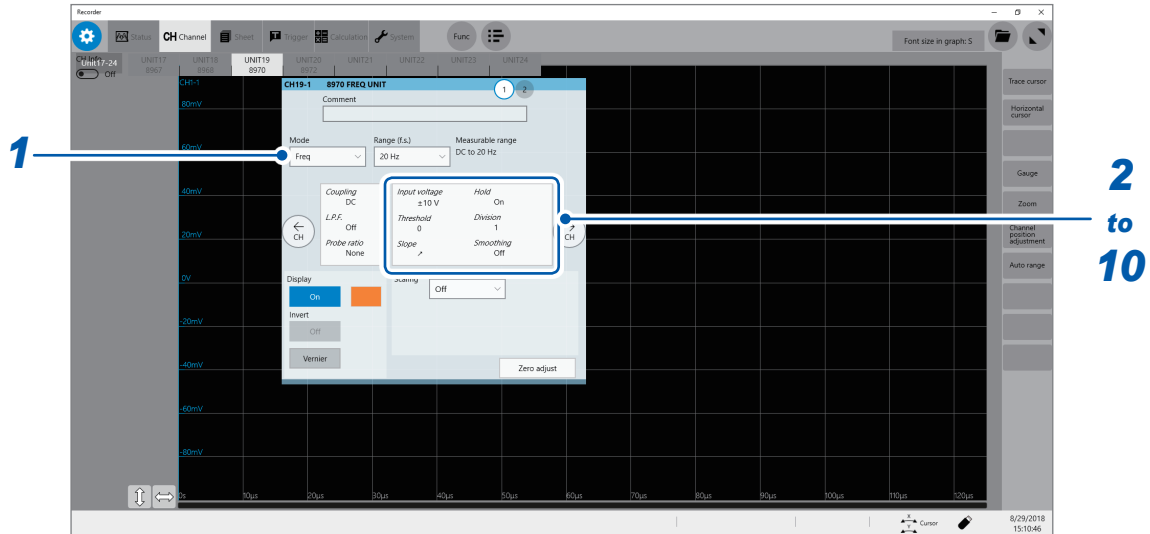 Recorder
Status CH Channel Sheet Trigger Calculation System Func Font size in graph: S
Unit17-24 UNIT17 UNIT18 UNIT19 UNIT20 UNIT21 UNIT22 UNIT23 UNIT24
Off 8967 8968 8970 8972
CH1-1 CH19-1 8970 FREQ UNIT 1 2 Trace cursor
80mV Comment Horizontal
cursor
1 60mV Mode Range (f.s.) Measurable range
Freq 20 Hz DC to 20 Hz
Gauge
40mV Coupling Input voltage Hold 2
DC ±10 V On Zoom
L.P.F. Threshold Division to
Off 0 1 Channel
position
adjustment
20mV CH CH
Probe ratio Slope Smoothing 10
None ↗ Off Auto range
0V Display Scaling
On Off
Invert
-20mV Off
Vernier
-40mV Zero adjust
-60mV
-80mV
0s 10µs 20µs 30µs 40µs 50µs 60µs 70µs 80µs 90µs 100µs 110µs 120µs
X
Y Cursor 8/29/2018
15:10:46